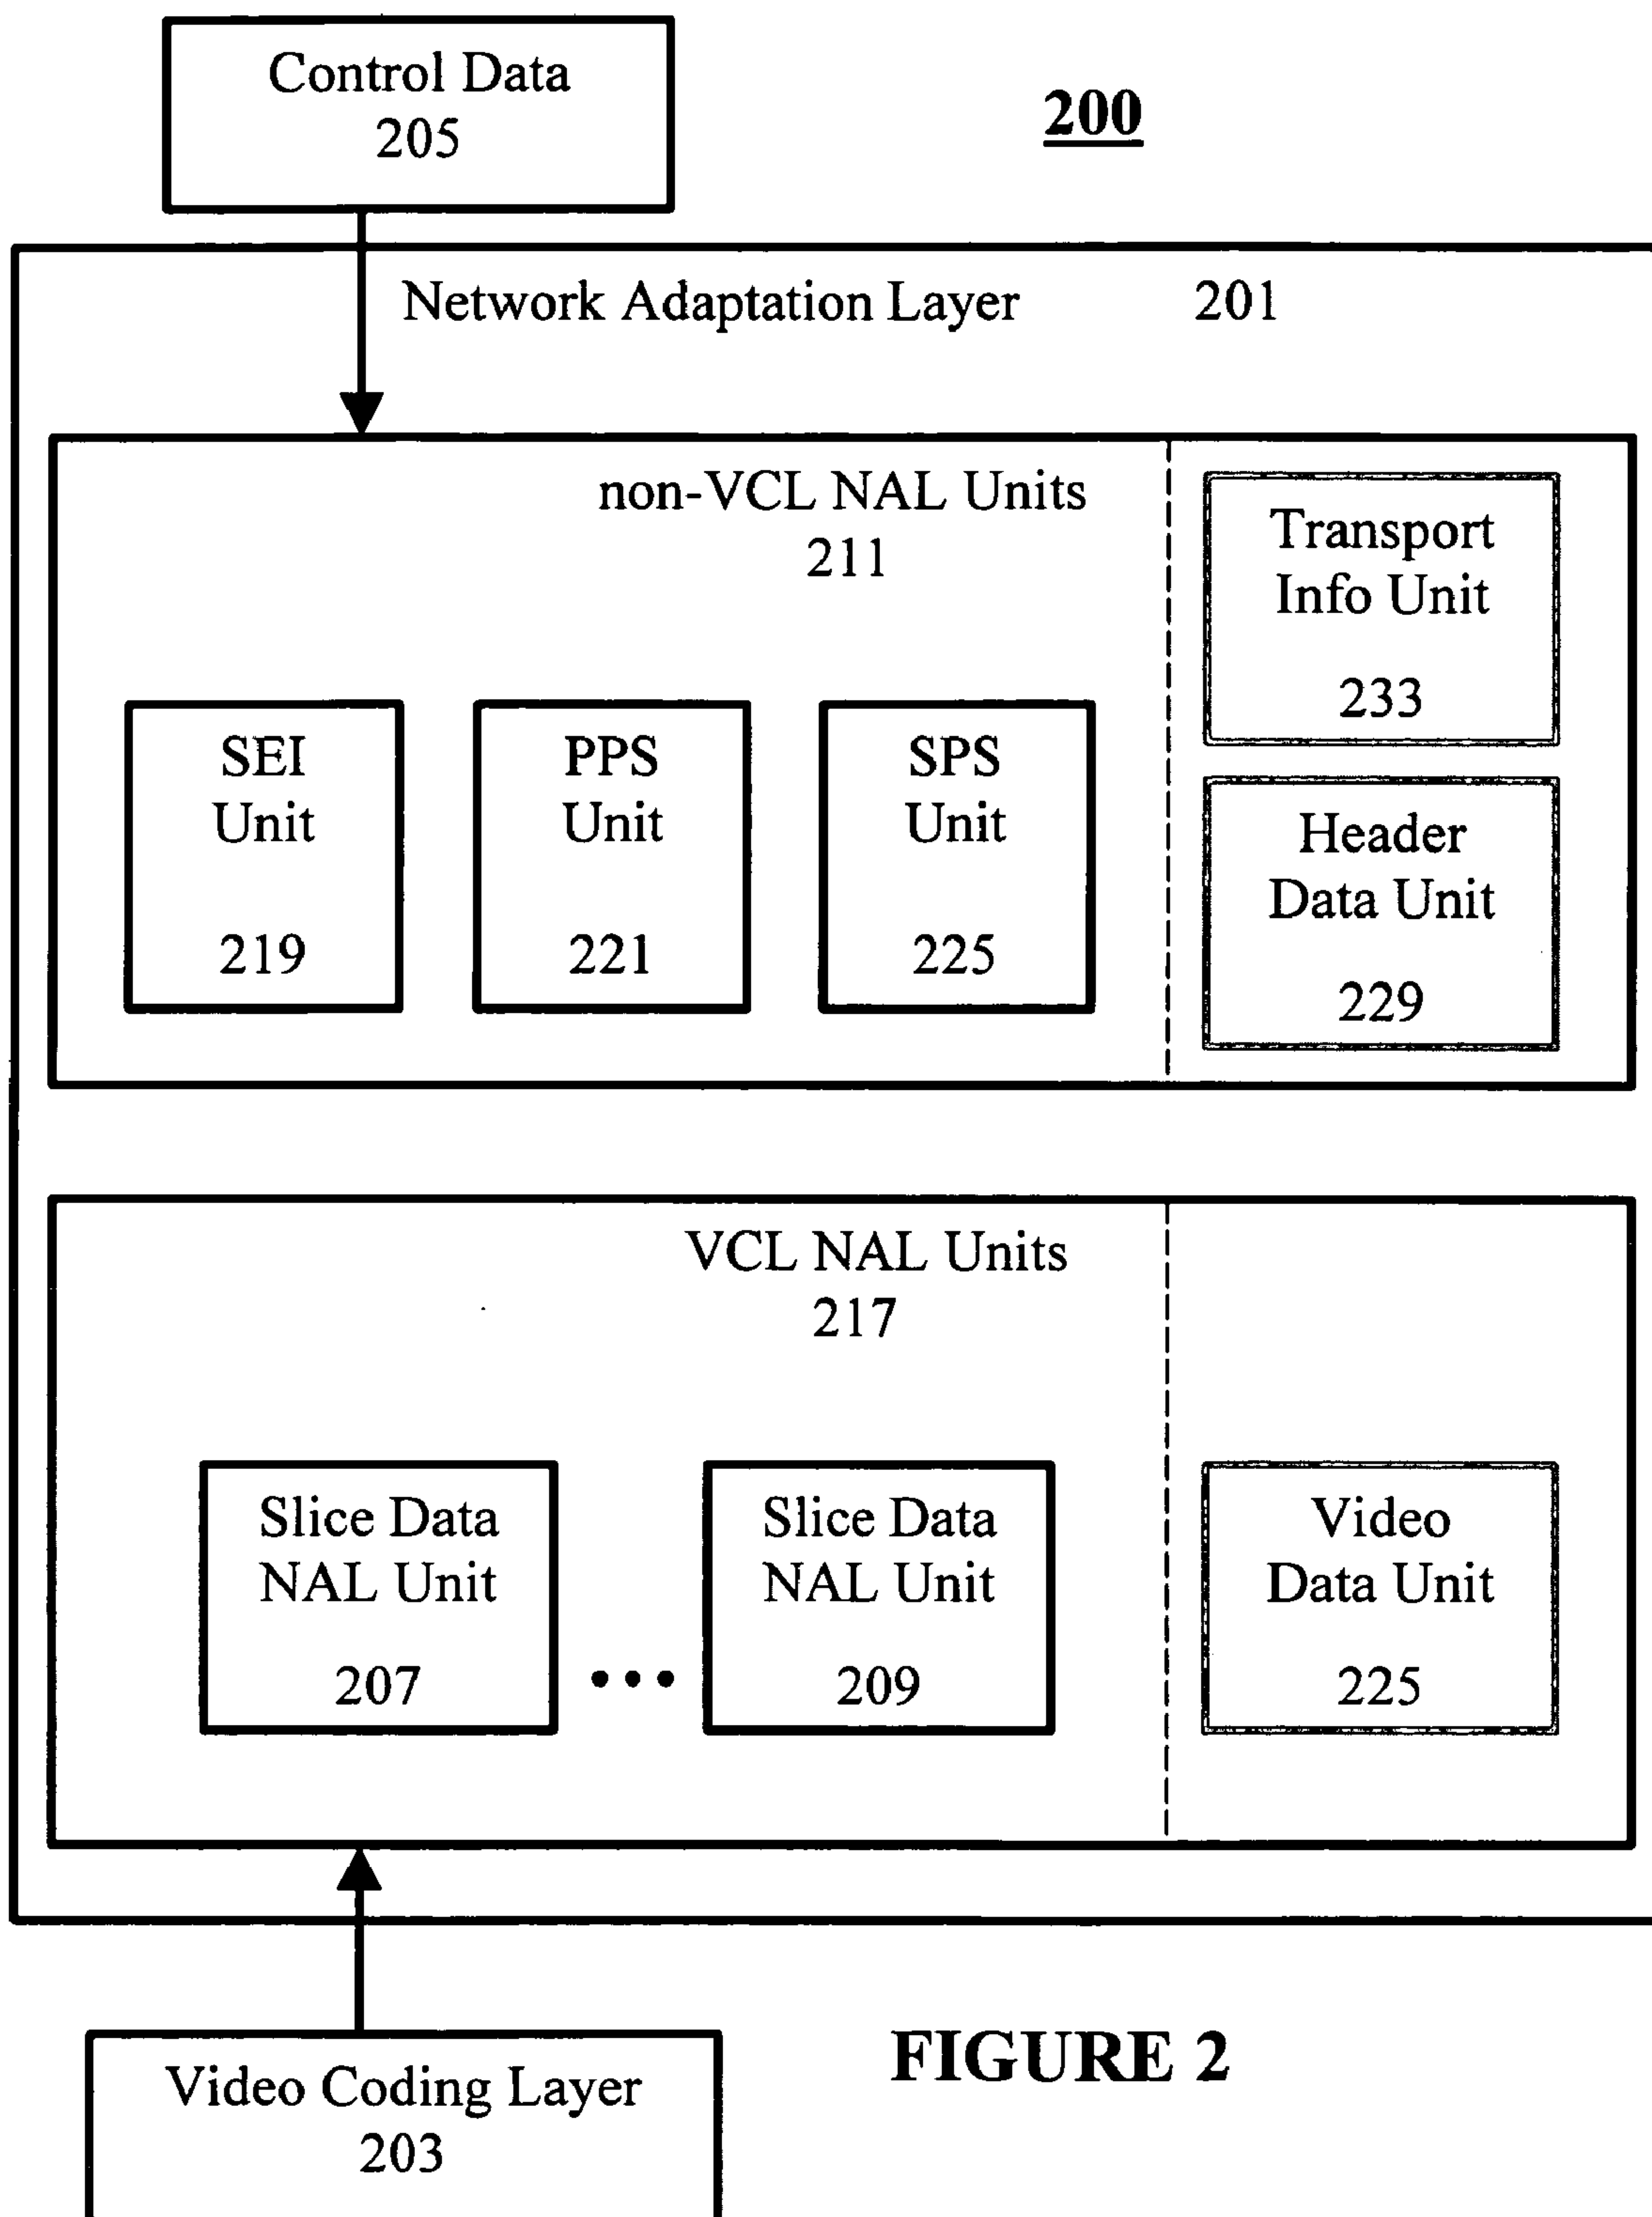 Control Data
205
200
Network Adaptation Layer 201
non-VCL NAL Units
211
Transport
Info Unit
233
SEI
Unit
219
PPS
Unit
221
SPS
Unit
225
Header
Data Unit
229
VCL NAL Units
217
Slice Data
NAL Unit
207
•••
Slice Data
NAL Unit
209
Video
Data Unit
225
Video Coding Layer
203
FIGURE 2